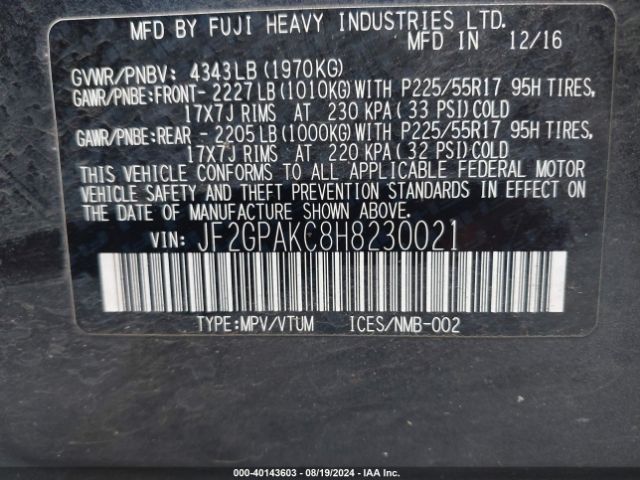 MFD BY FUJI HEAVY INDUSTRIES LTD.
MFD IN 12/16
GVWR/PNBV: 4343LB(1970KG)
GAWR/PNBE:FRONT- 2227LB(1010KG)WITH P225/55R17 95H TIRES,
17X7J RIMS AT 230 KPA(33 PSI)COLD
GAWR/PNBE:REAR - 2205LB(1000KG)WITH P225/55R17 95H TIRES,
17X7J RIMS AT 220 KPA(32 PSI)COLD
THIS VEHICLE CONFORMS TO ALL APPLICABLE FEDERAL MOTOR
VEHICLE SAFETY AND THEFT PREVENTION STANDARDS IN EFFECT ON
THE DATE OF MANUFACTURE SHOWN ABOVE.
VIN: JF2GPAKC8H8230021
TYPE:MPV/VTUM ICES/NMB-002
000-40143603 - 08/19/2024 - IAA Inc.